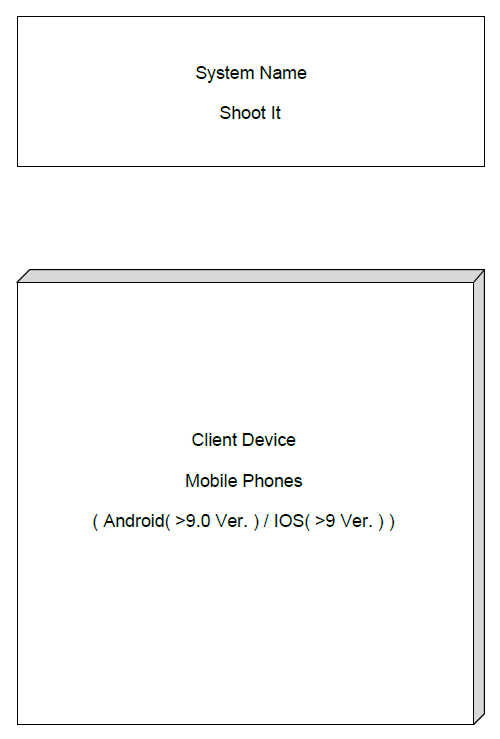 System Name
Shoot It
Client Device
Mobile Phones
( Android( >9.0 Ver. ) / IOS( >9 Ver. ) )